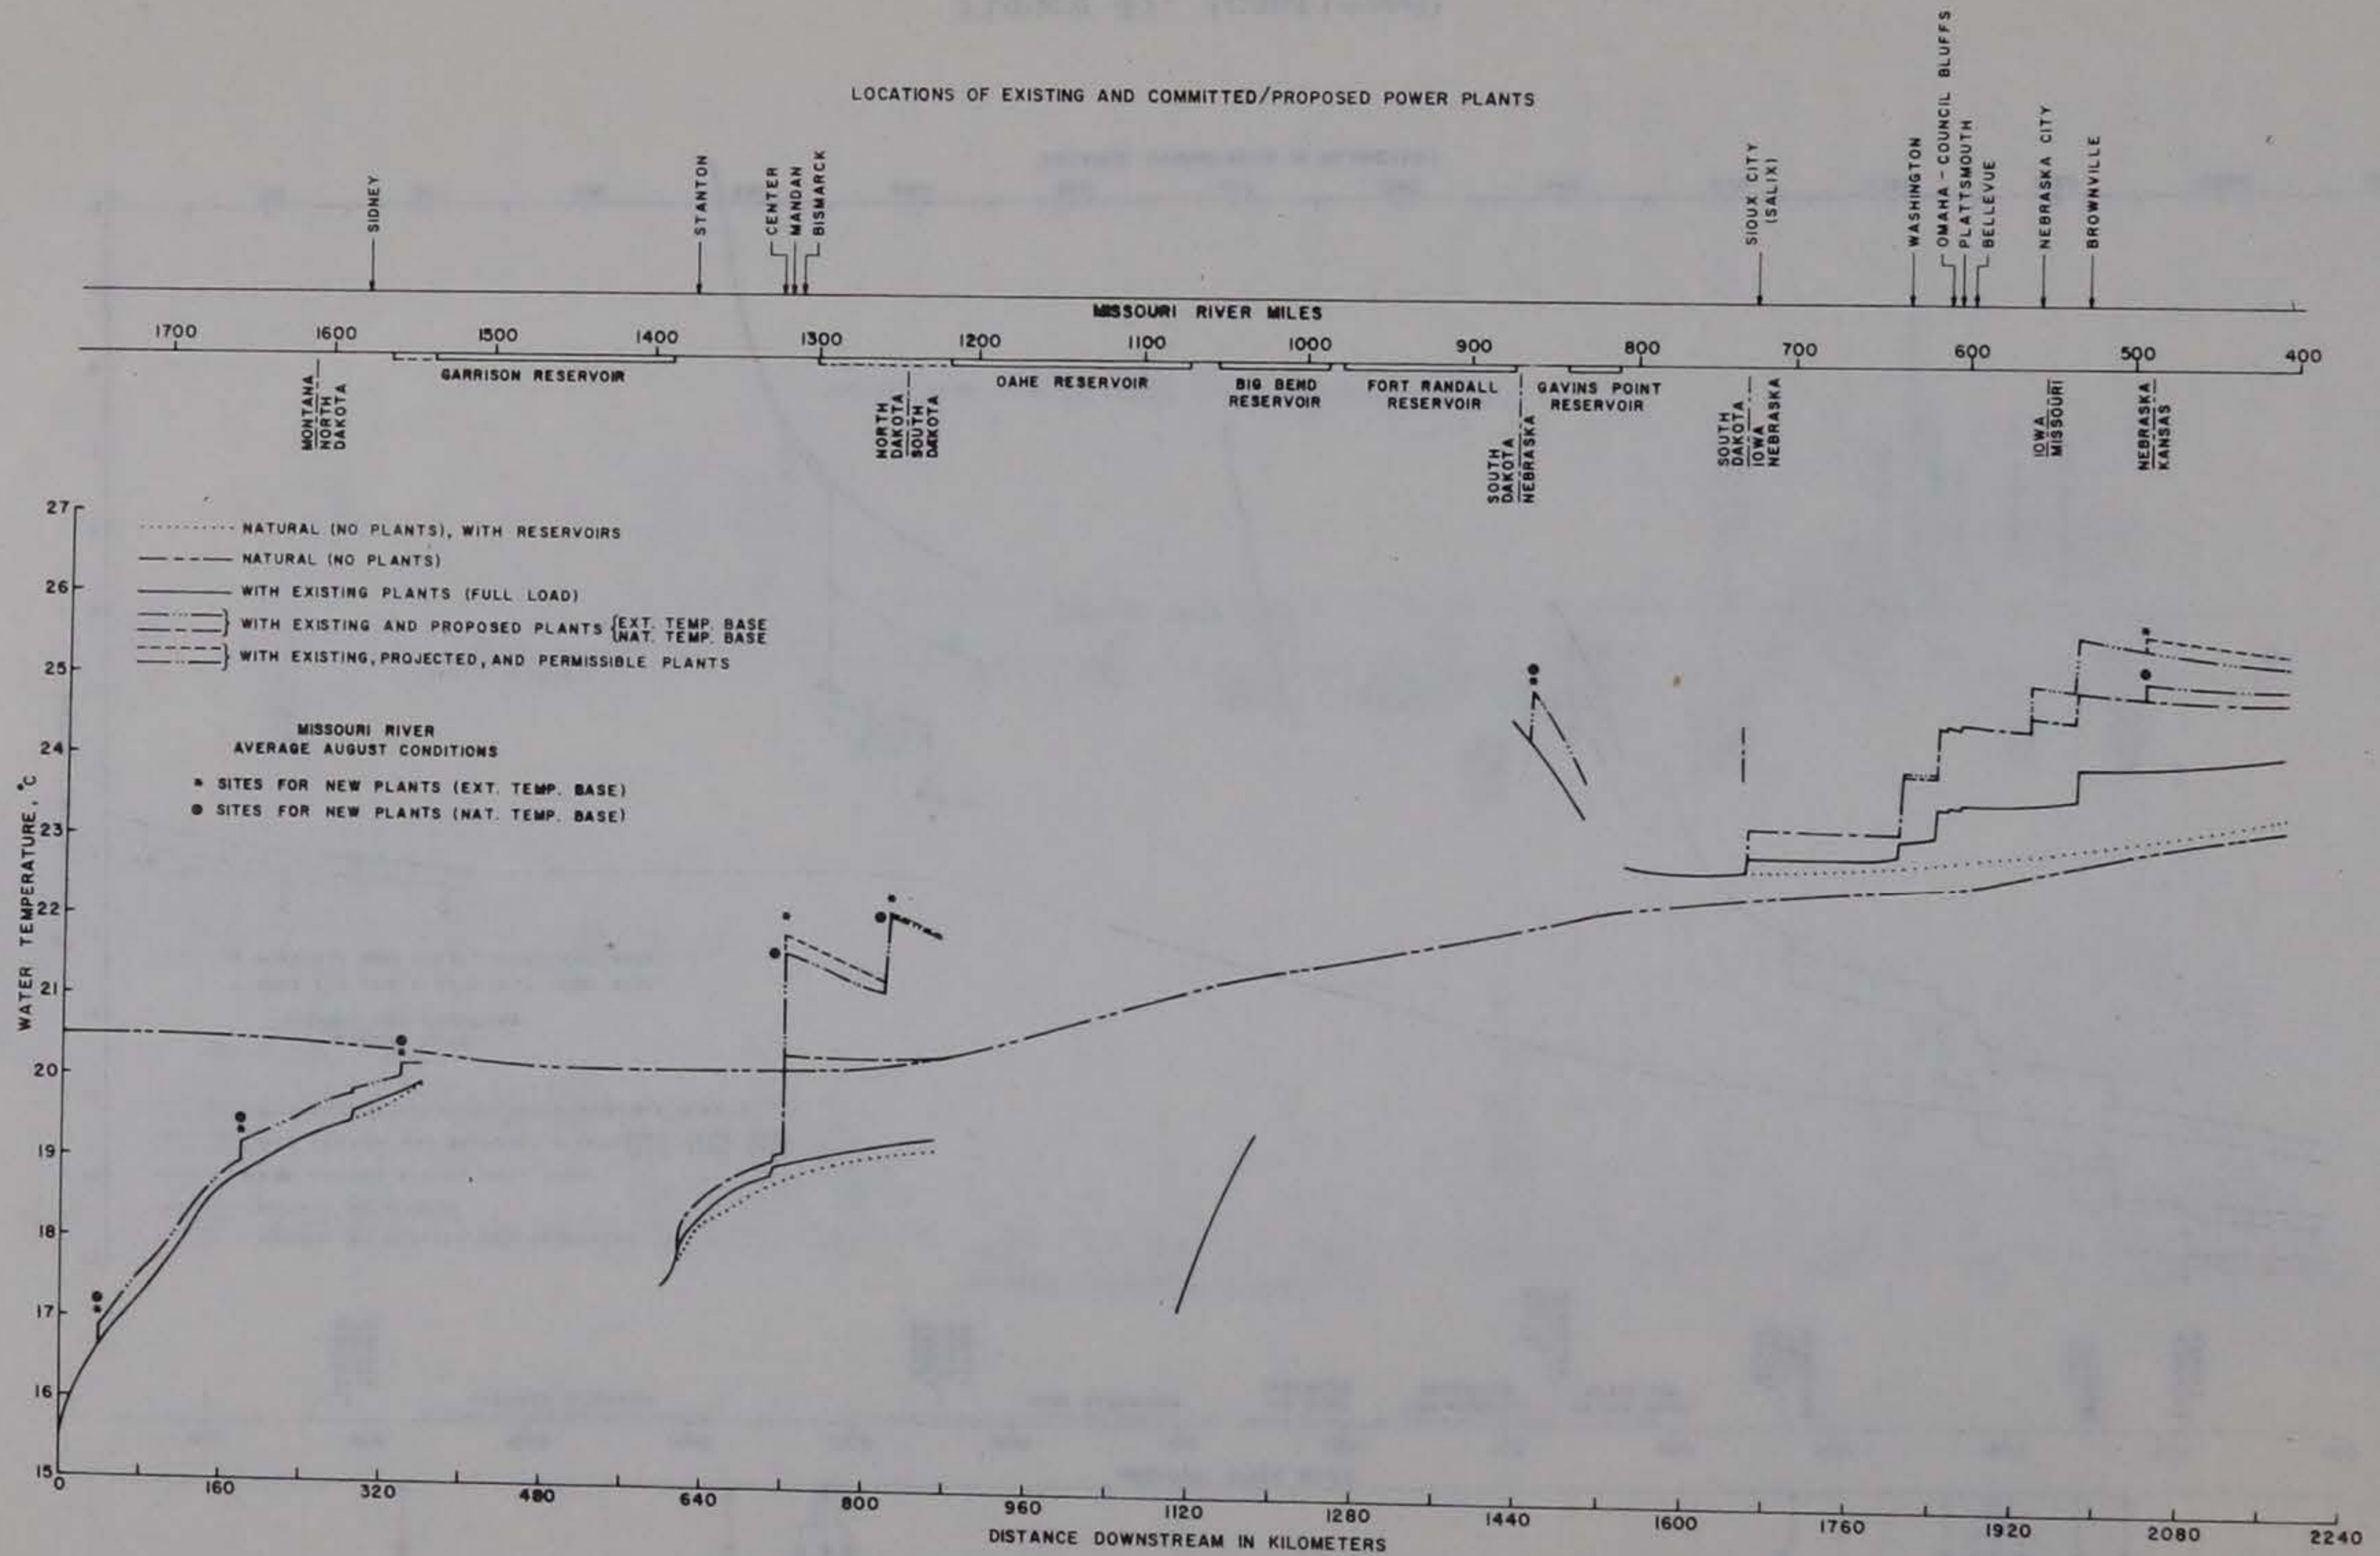 LOCATIONS OF EXISTING AND COMMITTED/PROPOSED POWER PLANTS
SIDNEY
STANTON
CENTER
MANDAN
BISMARCK
SIOUX CITY
(SALIX)
WASHINGTON
OMAHA - COUNCIL BLUFFS
PLATTSMOUTH
BELLEVUE
NEBRASKA CITY
BROWNVILLE
MISSOURI RIVER MILES
1700 1600 1500 1400 1300 1200 1100 1000 900 800 700 600 500 400
GARRISON RESERVOIR
OAHE RESERVOIR
BIG BEND
RESERVOIR
FORT RANDALL
RESERVOIR
GAVINS POINT
RESERVOIR
MONTANA
NORTH
DAKOTA
NORTH
DAKOTA
SOUTH
DAKOTA
SOUTH
DAKOTA
NEBRASKA
SOUTH
DAKOTA
IOWA
NEBRASKA
IOWA
MISSOURI
NEBRASKA
KANSAS
NATURAL (NO PLANTS), WITH RESERVOIRS
NATURAL (NO PLANTS)
WITH EXISTING PLANTS (FULL LOAD)
WITH EXISTING AND PROPOSED PLANTS {EXT. TEMP. BASE
NAT. TEMP. BASE
WITH EXISTING, PROJECTED, AND PERMISSIBLE PLANTS
MISSOURI RIVER
AVERAGE AUGUST CONDITIONS
SITES FOR NEW PLANTS (EXT. TEMP. BASE)
SITES FOR NEW PLANTS (NAT. TEMP. BASE)
WATER TEMPERATURE, °C
27
26
25
24
23
22
21
20
19
18
17
16
15
0 160 320 480 640 800 960 1120 1280 1440 1600 1760 1920 2080 2240
DISTANCE DOWNSTREAM IN KILOMETERS